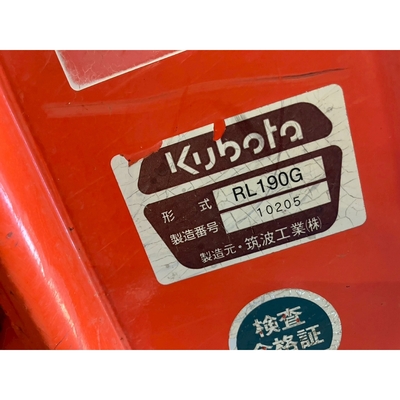 Kubota
形式 RL190G
製造番号 10205
製造元・筑波工業(株)
検査
合格証